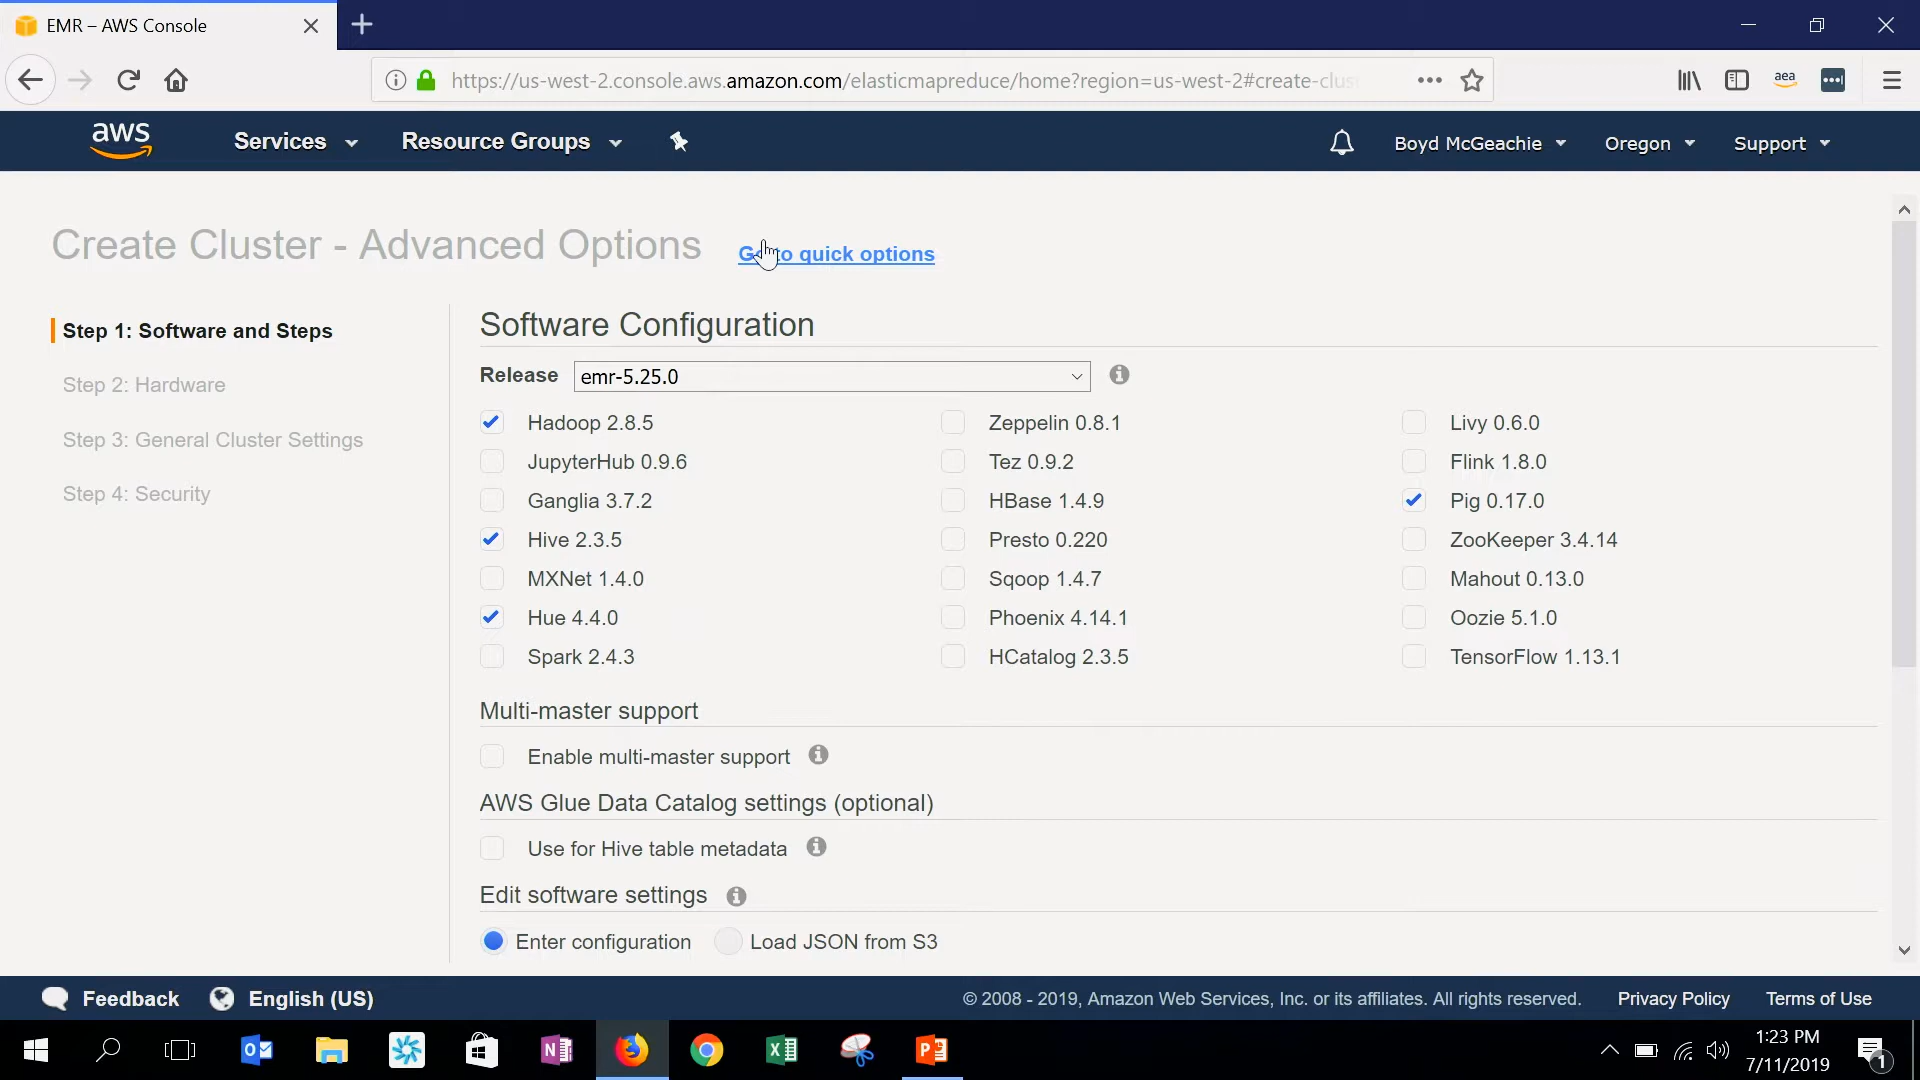 EMR – AWS Console
https://us-west-2.console.aws.amazon.com/elasticmapreduce/home?region=us-west-2#create-clus
aea
aws
Services
Resource Groups
Boyd McGeachie
Oregon
Support
Create Cluster - Advanced Options
Go to quick options
Step 1: Software and Steps
Step 2: Hardware
Step 3: General Cluster Settings
Step 4: Security
Software Configuration
Release
emr-5.25.0
Hadoop 2.8.5
Zeppelin 0.8.1
Livy 0.6.0
JupyterHub 0.9.6
Tez 0.9.2
Flink 1.8.0
Ganglia 3.7.2
HBase 1.4.9
Pig 0.17.0
Hive 2.3.5
Presto 0.220
ZooKeeper 3.4.14
MXNet 1.4.0
Sqoop 1.4.7
Mahout 0.13.0
Hue 4.4.0
Phoenix 4.14.1
Oozie 5.1.0
Spark 2.4.3
HCatalog 2.3.5
TensorFlow 1.13.1
Multi-master support
Enable multi-master support
AWS Glue Data Catalog settings (optional)
Use for Hive table metadata
Edit software settings
Enter configuration
Load JSON from S3
Feedback
English (US)
© 2008 - 2019, Amazon Web Services, Inc. or its affiliates. All rights reserved.
Privacy Policy
Terms of Use
1:23 PM
7/11/2019
1